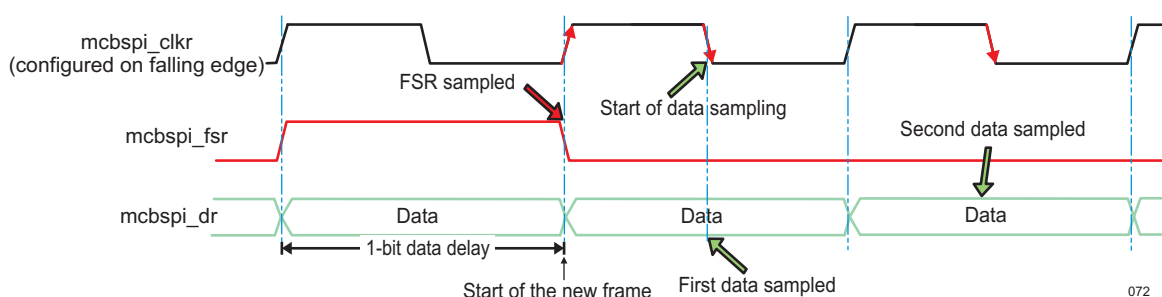 mcbspi_clkr
(configured on falling edge)
FSR sampled
Start of data sampling
mcbspi_fsr
Second data sampled
mcbspi_dr
Data
Data
Data
1-bit data delay
Start of the new frame
First data sampled
072